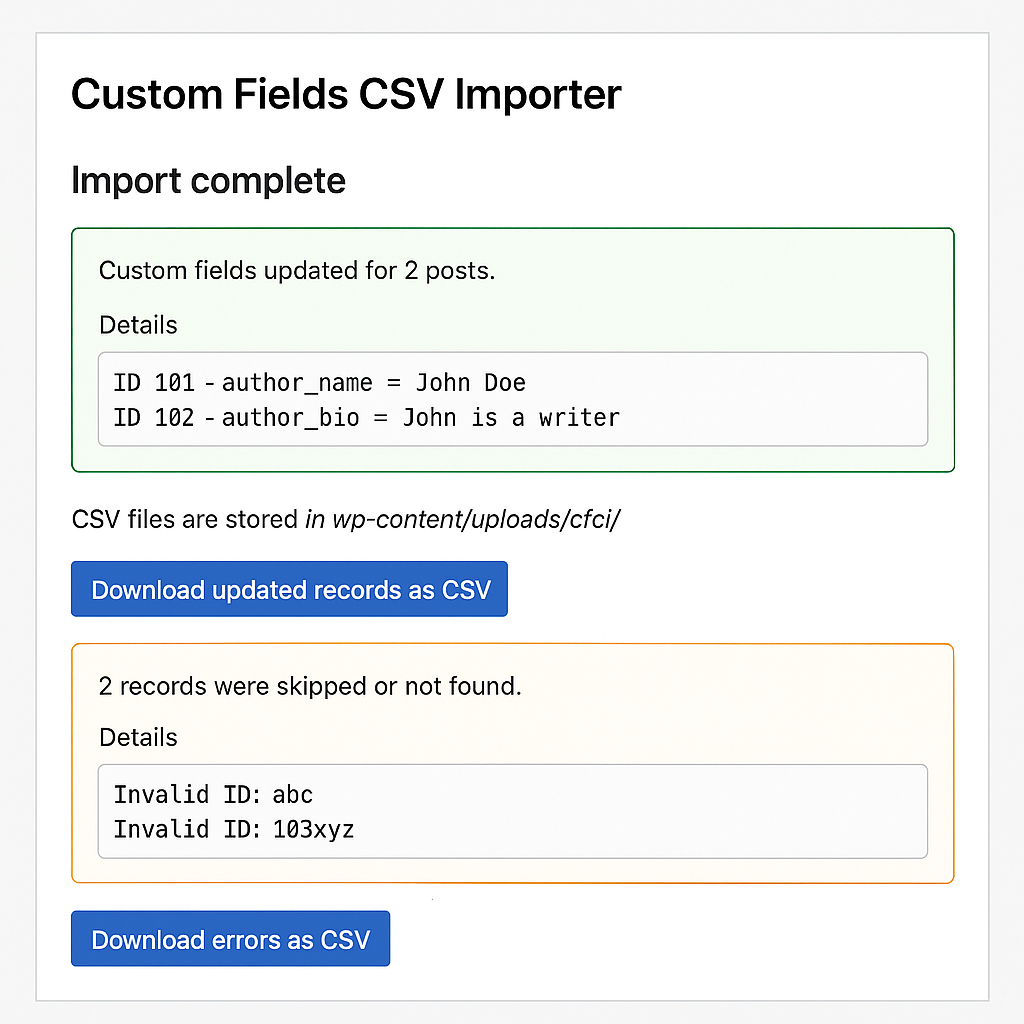 Custom Fields CSV Importer
Import complete
Custom fields updated for 2 posts.
Details
ID 101 - author_name = John Doe
ID 102 - author_bio = John is a writer
CSV files are stored in wp-content/uploads/cfci/
Download updated records as CSV
2 records were skipped or not found.
Details
Invalid ID: abc
Invalid ID: 103xyz
Download errors as CSV